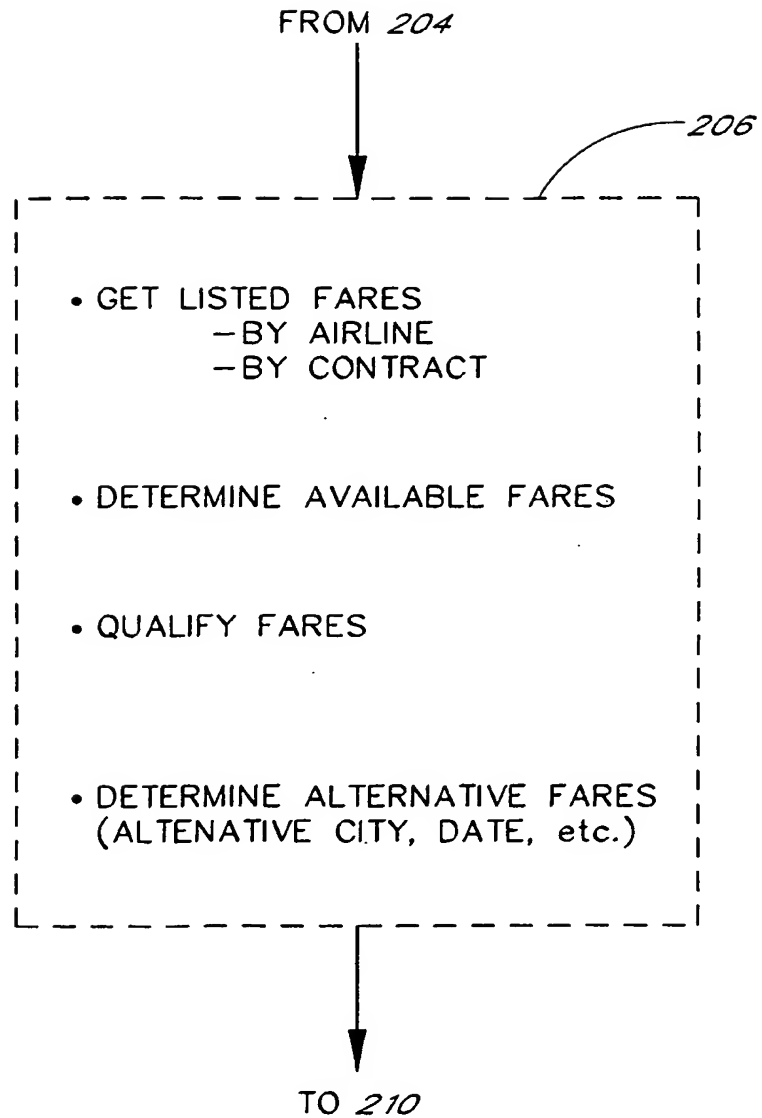 FROM 204
206
• GET LISTED FARES
-BY AIRLINE
-BY CONTRACT
• DETERMINE AVAILABLE FARES
• QUALIFY FARES
• DETERMINE ALTERNATIVE FARES
(ALTENATIVE CITY, DATE, etc.)
TO 210